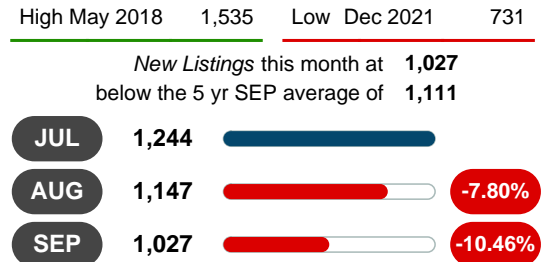 High May 2018 1,535 Low Dec 2021 731
New Listings this month at 1,027
below the 5 yr SEP average of 1,111
JUL 1,244
AUG 1,147 -7.80%
SEP 1,027 -10.46%